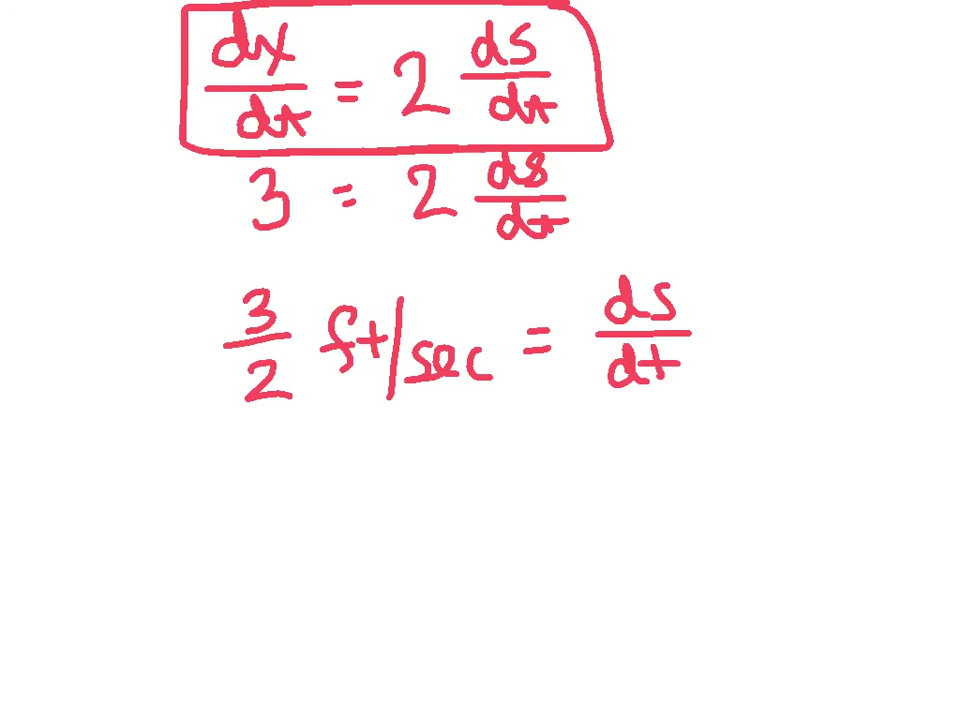 dx/dt = 2 ds/dt
3 = 2 ds/dt
3/2 ft/sec = ds/dt